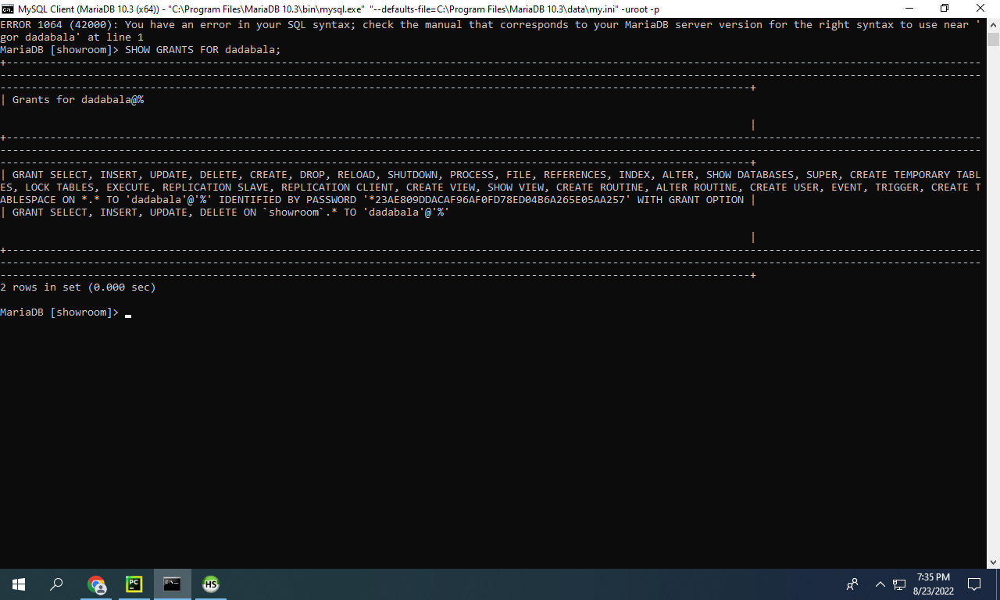 MySQL Client (MariaDB 10.3 (x64)) - "C:\Program Files\MariaDB 10.3\bin\mysql.exe" "--defaults-file=C:\Program Files\MariaDB 10.3\data\my.ini" -uroot -p
ERROR 1064 (42000): You have an error in your SQL syntax; check the manual that corresponds to your MariaDB server version for the right syntax to use near '
gor dadabala' at line 1
MariaDB [showroom]> SHOW GRANTS FOR dadabala;
| Grants for dadabala@%
|
| GRANT SELECT, INSERT, UPDATE, DELETE, CREATE, DROP, RELOAD, SHUTDOWN, PROCESS, FILE, REFERENCES, INDEX, ALTER, SHOW DATABASES, SUPER, CREATE TEMPORARY TABL
ES, LOCK TABLES, EXECUTE, REPLICATION SLAVE, REPLICATION CLIENT, CREATE VIEW, SHOW VIEW, CREATE ROUTINE, ALTER ROUTINE, CREATE USER, EVENT, TRIGGER, CREATE T
ABLESPACE ON *.* TO 'dadabala'@'%' IDENTIFIED BY PASSWORD '*23AE809DDACAF96AF0FD78ED04B6A265E05AA257' WITH GRANT OPTION |
| GRANT SELECT, INSERT, UPDATE, DELETE ON `showroom`.* TO 'dadabala'@'%'
|
2 rows in set (0.000 sec)
MariaDB [showroom]>
PC
C:\.
HS
7:35 PM
8/23/2022